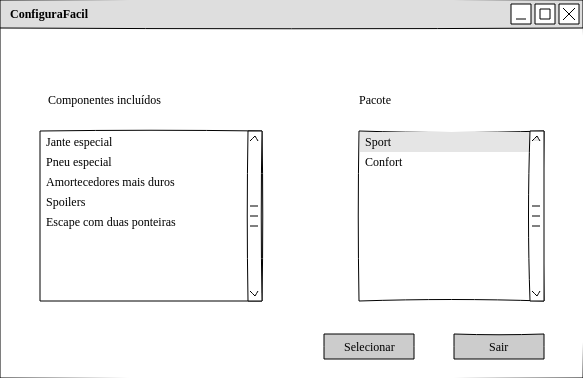 ConfiguraFacil
Componentes incluídos
Pacote
Jante especial
Pneu especial
Amortecedores mais duros
Spoilers
Escape com duas ponteiras
Sport
Confort
Selecionar
Sair